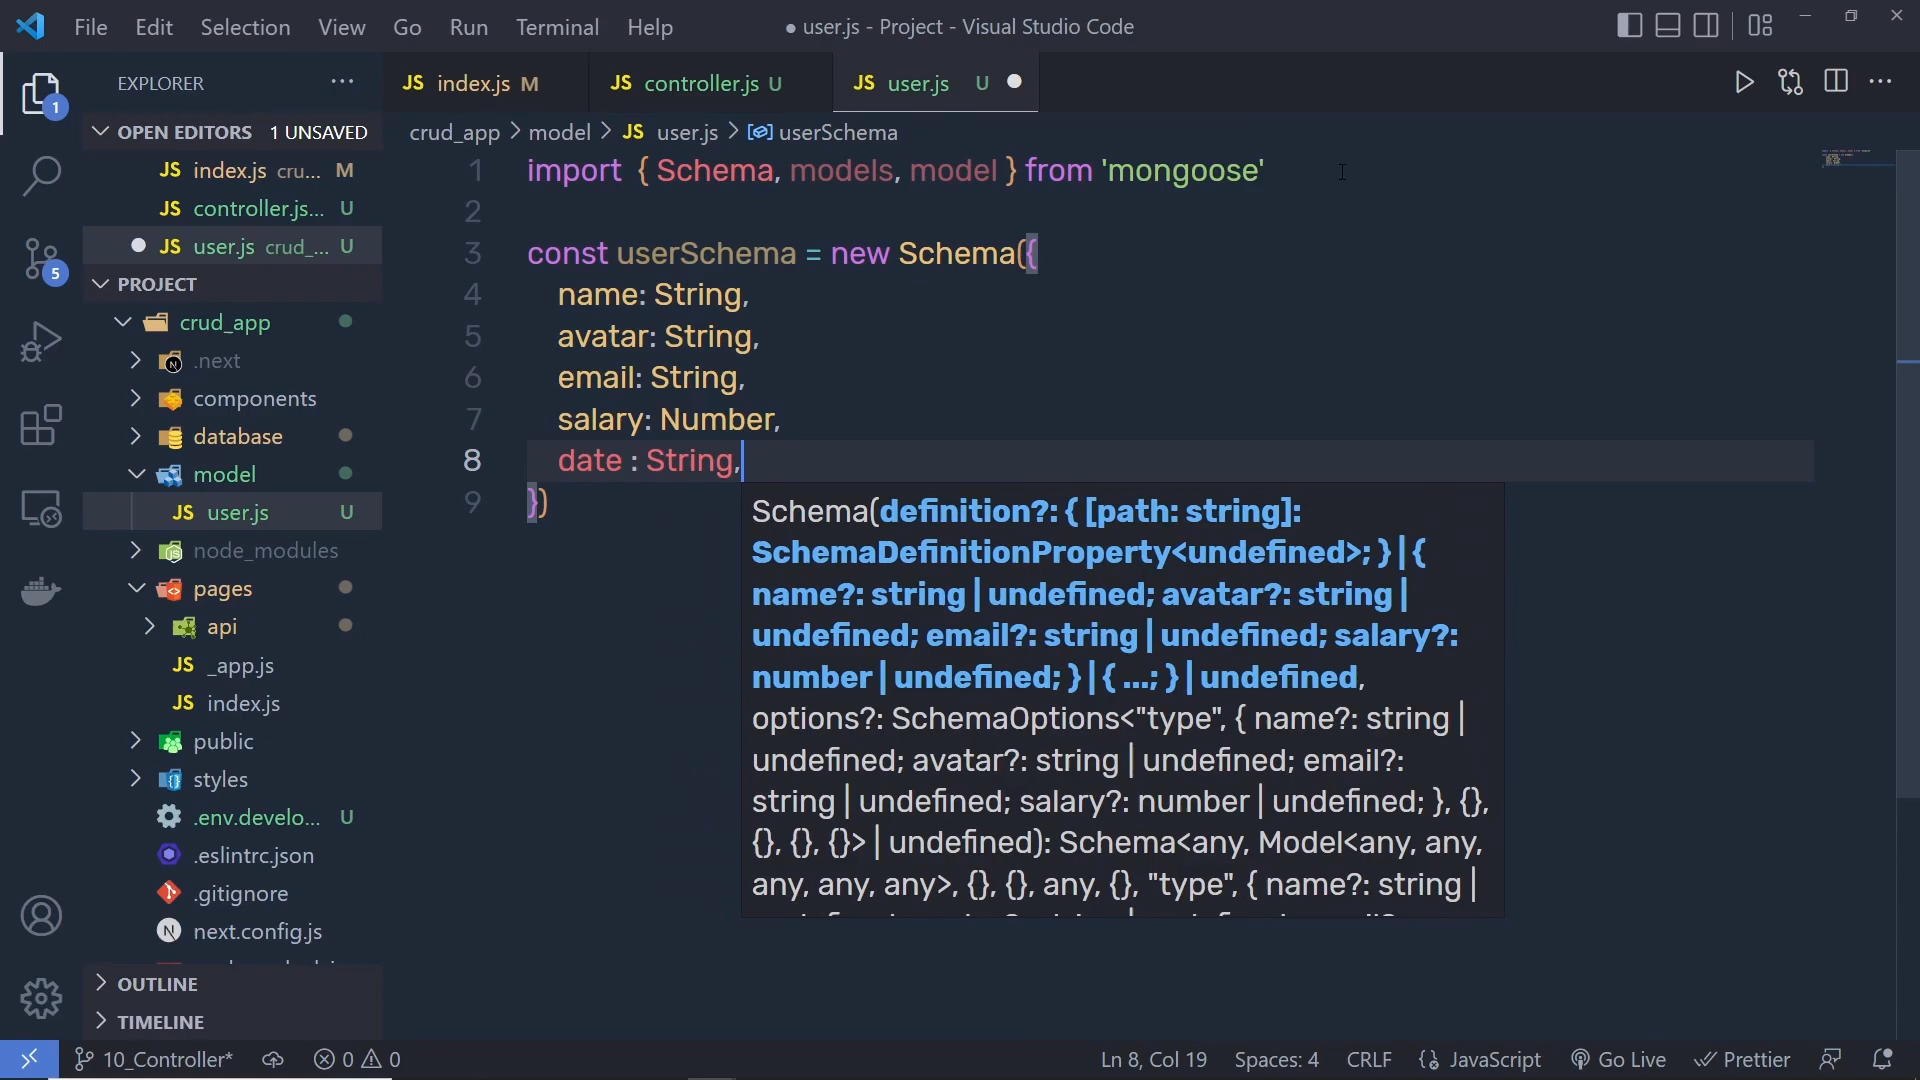 File Edit Selection View Go Run Terminal Help ● user.js - Project - Visual Studio Code
EXPLORER ...
JS index.js M JS controller.js U JS user.js U
1
OPEN EDITORS 1 UNSAVED
JS index.js cru... M
JS controller.js... U
JS user.js crud_... U
5
PROJECT
crud_app
.next
components
database
model
JS user.js U
node_modules
pages
api
JS _app.js
JS index.js
public
styles
.env.develo... U
.eslintrc.json
.gitignore
next.config.js
OUTLINE
TIMELINE
crud_app > model > JS user.js > userSchema
1 import { Schema, models, model } from 'mongoose'
2
3 const userSchema = new Schema({
4 name: String,
5 avatar: String,
6 email: String,
7 salary: Number,
8 date : String,
9 })
Schema(definition?: { [path: string]:
SchemaDefinitionProperty<undefined>; } | {
name?: string | undefined; avatar?: string |
undefined; email?: string | undefined; salary?:
number | undefined; } | { ...; } | undefined,
options?: SchemaOptions<"type", { name?: string |
undefined; avatar?: string | undefined; email?:
string | undefined; salary?: number | undefined; }, {},
{}, {}, {}> | undefined): Schema<any, Model<any, any,
any, any, any>, {}, {}, any, {}, "type", { name?: string |
10_Controller* 0 0 Ln 8, Col 19 Spaces: 4 CRLF JavaScript Go Live Prettier